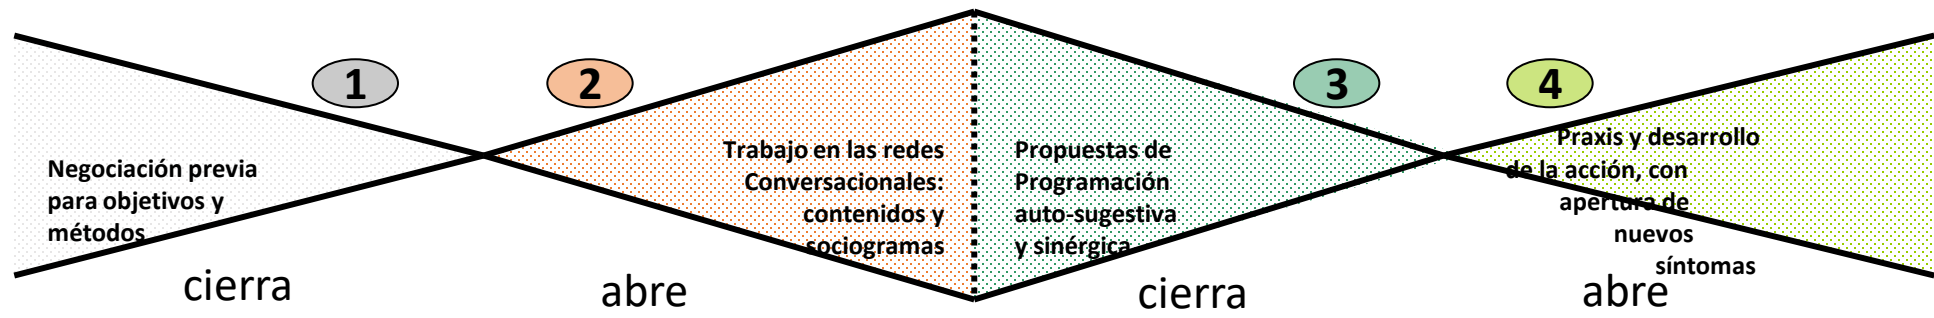 1
Negociación previa
para objetivos y
métodos
cierra
2
Trabajo en las redes
Conversacionales:
contenidos y
sociogramas
abre
3
Propuestas de
Programación
auto-sugestiva
y sinérgica
cierra
4
Praxis y desarrollo
de la acción, con
apertura de
nuevos
síntomas
abre